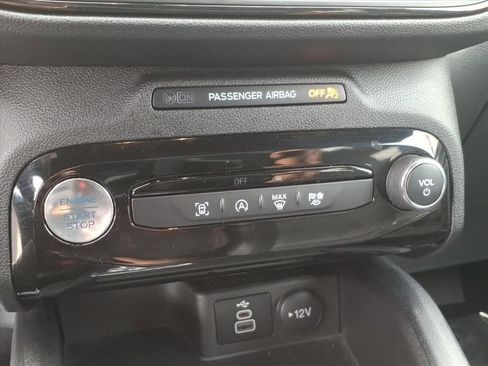 ON PASSENGER AIRBAG OFF
OFF
ENGINE
START
STOP
A
MAX
VOL
12V